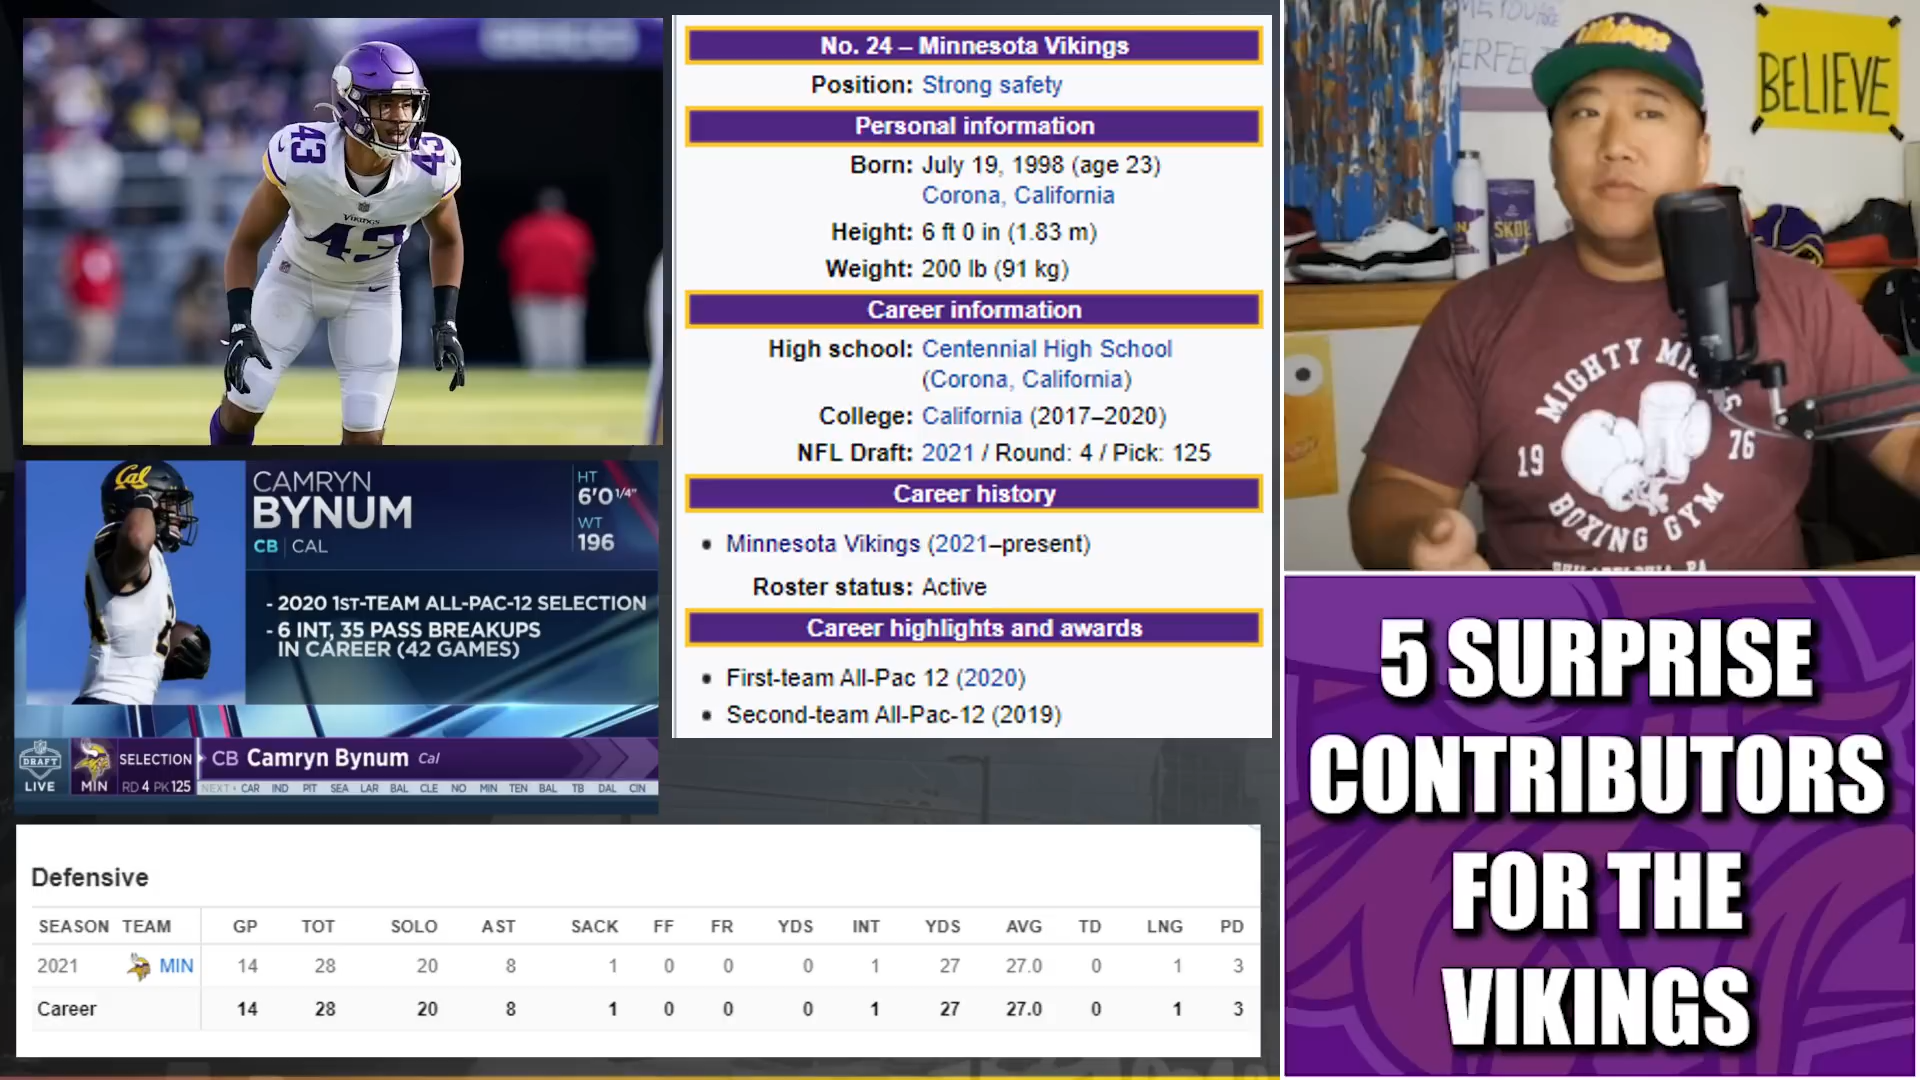 43
43
VIKINGS
43
No. 24 – Minnesota Vikings
Position: Strong safety
Personal information
Born: July 19, 1998 (age 23)
Corona, California
Height: 6 ft 0 in (1.83 m)
Weight: 200 lb (91 kg)
Career information
High school: Centennial High School
(Corona, California)
College: California (2017–2020)
NFL Draft: 2021 / Round: 4 / Pick: 125
Career history
• Minnesota Vikings (2021–present)
Roster status: Active
Career highlights and awards
• First-team All-Pac 12 (2020)
• Second-team All-Pac-12 (2019)
Cal
CAMRYN
BYNUM
CB | CAL
HT
6'0 1/4"
WT
196
- 2020 1ST-TEAM ALL-PAC-12 SELECTION
- 6 INT, 35 PASS BREAKUPS
IN CAREER (42 GAMES)
NFL
DRAFT
LIVE
MIN
SELECTION
RD 4 PK 125
CB Camryn Bynum Cal
NEXT CAR IND PIT SEA LAR BAL CLE NO MIN TEN BAL TB DAL CIN
Defensive
SEASON TEAM GP TOT SOLO AST SACK FF FR YDS INT YDS AVG TD LNG PD
2021 MIN 14 28 20 8 1 0 0 0 1 27 27.0 0 1 3
Career 14 28 20 8 1 0 0 0 1 27 27.0 0 1 3
BELIEVE
SKOL
19 76
BOXING GYM
5 SURPRISE
CONTRIBUTORS
FOR THE
VIKINGS